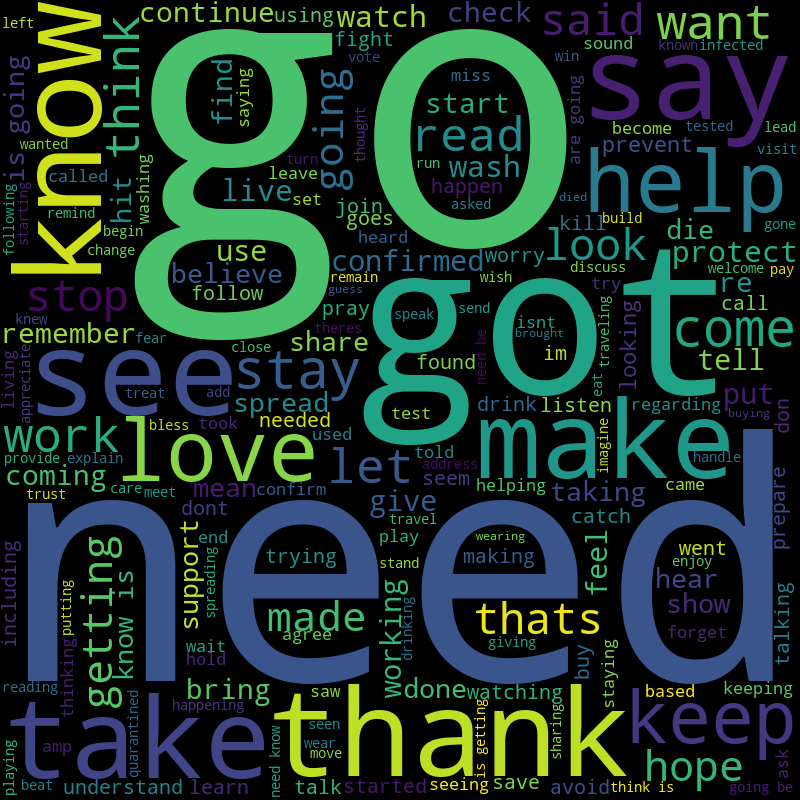 left
continue
using
watch
check
said
want
know
hit
think
go
fight
vote
miss
win
sound
known
infected
say
is going
wanted
called
washing
find
saying
going
thought
start
read
wash
run
happen
asked
are going
become
prevent
tested
lead
visit
help
following
starting
remind
begin
change
live
turn
leave
set
join
goes
heard
died
kill
build
gone
look
die
protect
stop
use
believe
follow
confirmed
remain
guess
worry
wish
discuss
try
re
welcome
pay
call
remember
knew
fear
close
pray
theres
share
got
speak
send
isnt
brought
im
traveling
looking
come
tell
see
stay
living
appreciate
treat
add
spread
found
need be
eat
bless
took
needed
used
test
drink
listen
regarding
put
buying
don
work
provide
explain
love
let
told
address
make
imagine
handle
coming
trust
care
meet
mean
confirm
seem
helping
taking
came
prepare
dont
give
travel
catch
including
putting
getting
know is
support
spreading
end
trying
play
stand
wearing
making
feel
went
enjoy
hear
show
forget
talking
need
made
agree
working
drinking
thats
giving
buy
staying
wait
hold
thinking
reading
quarantined
happening
bring
saw
wdone
watching
based
keeping
take
thank
keep
amp
seen
wear
move
need know
is getting
sharing
hope
playing
beat
understand
learn
talk
started
seeing
save
avoid
think is
going be
ask